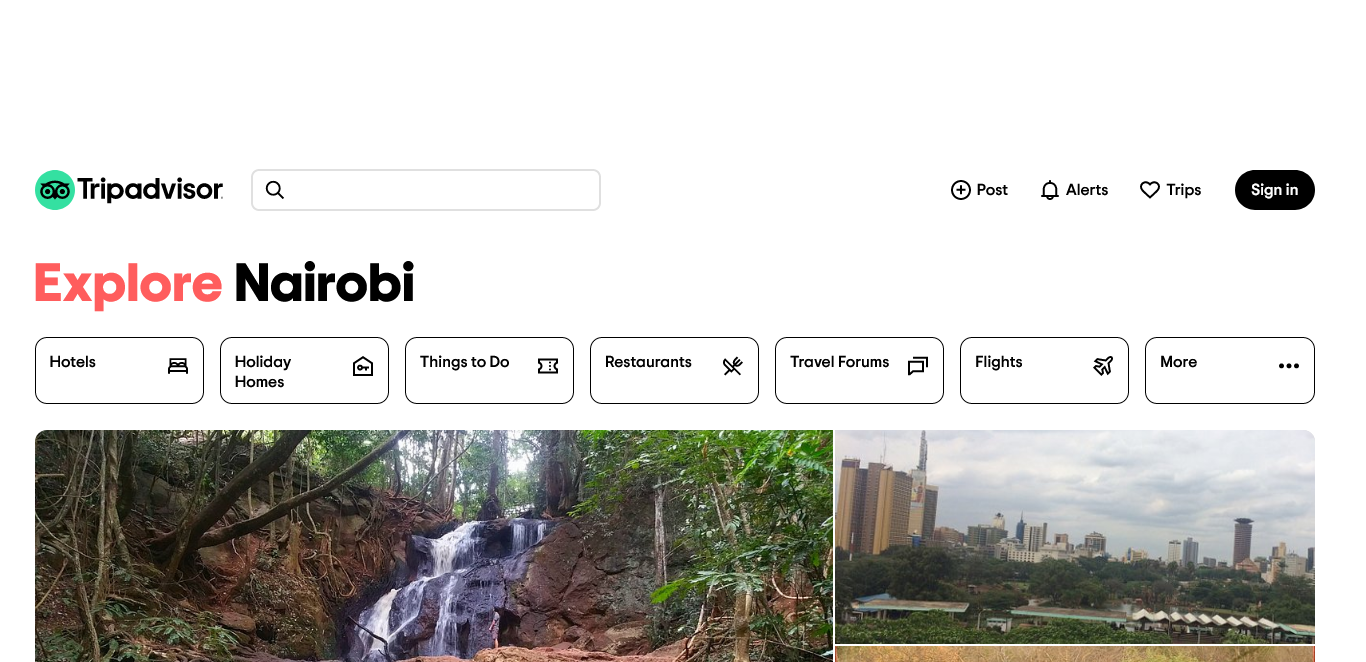 Tripadvisor
Post
Alerts
Trips
Sign in
Explore Nairobi
Hotels
Holiday
Homes
Things to Do
Restaurants
Travel Forums
Flights
More